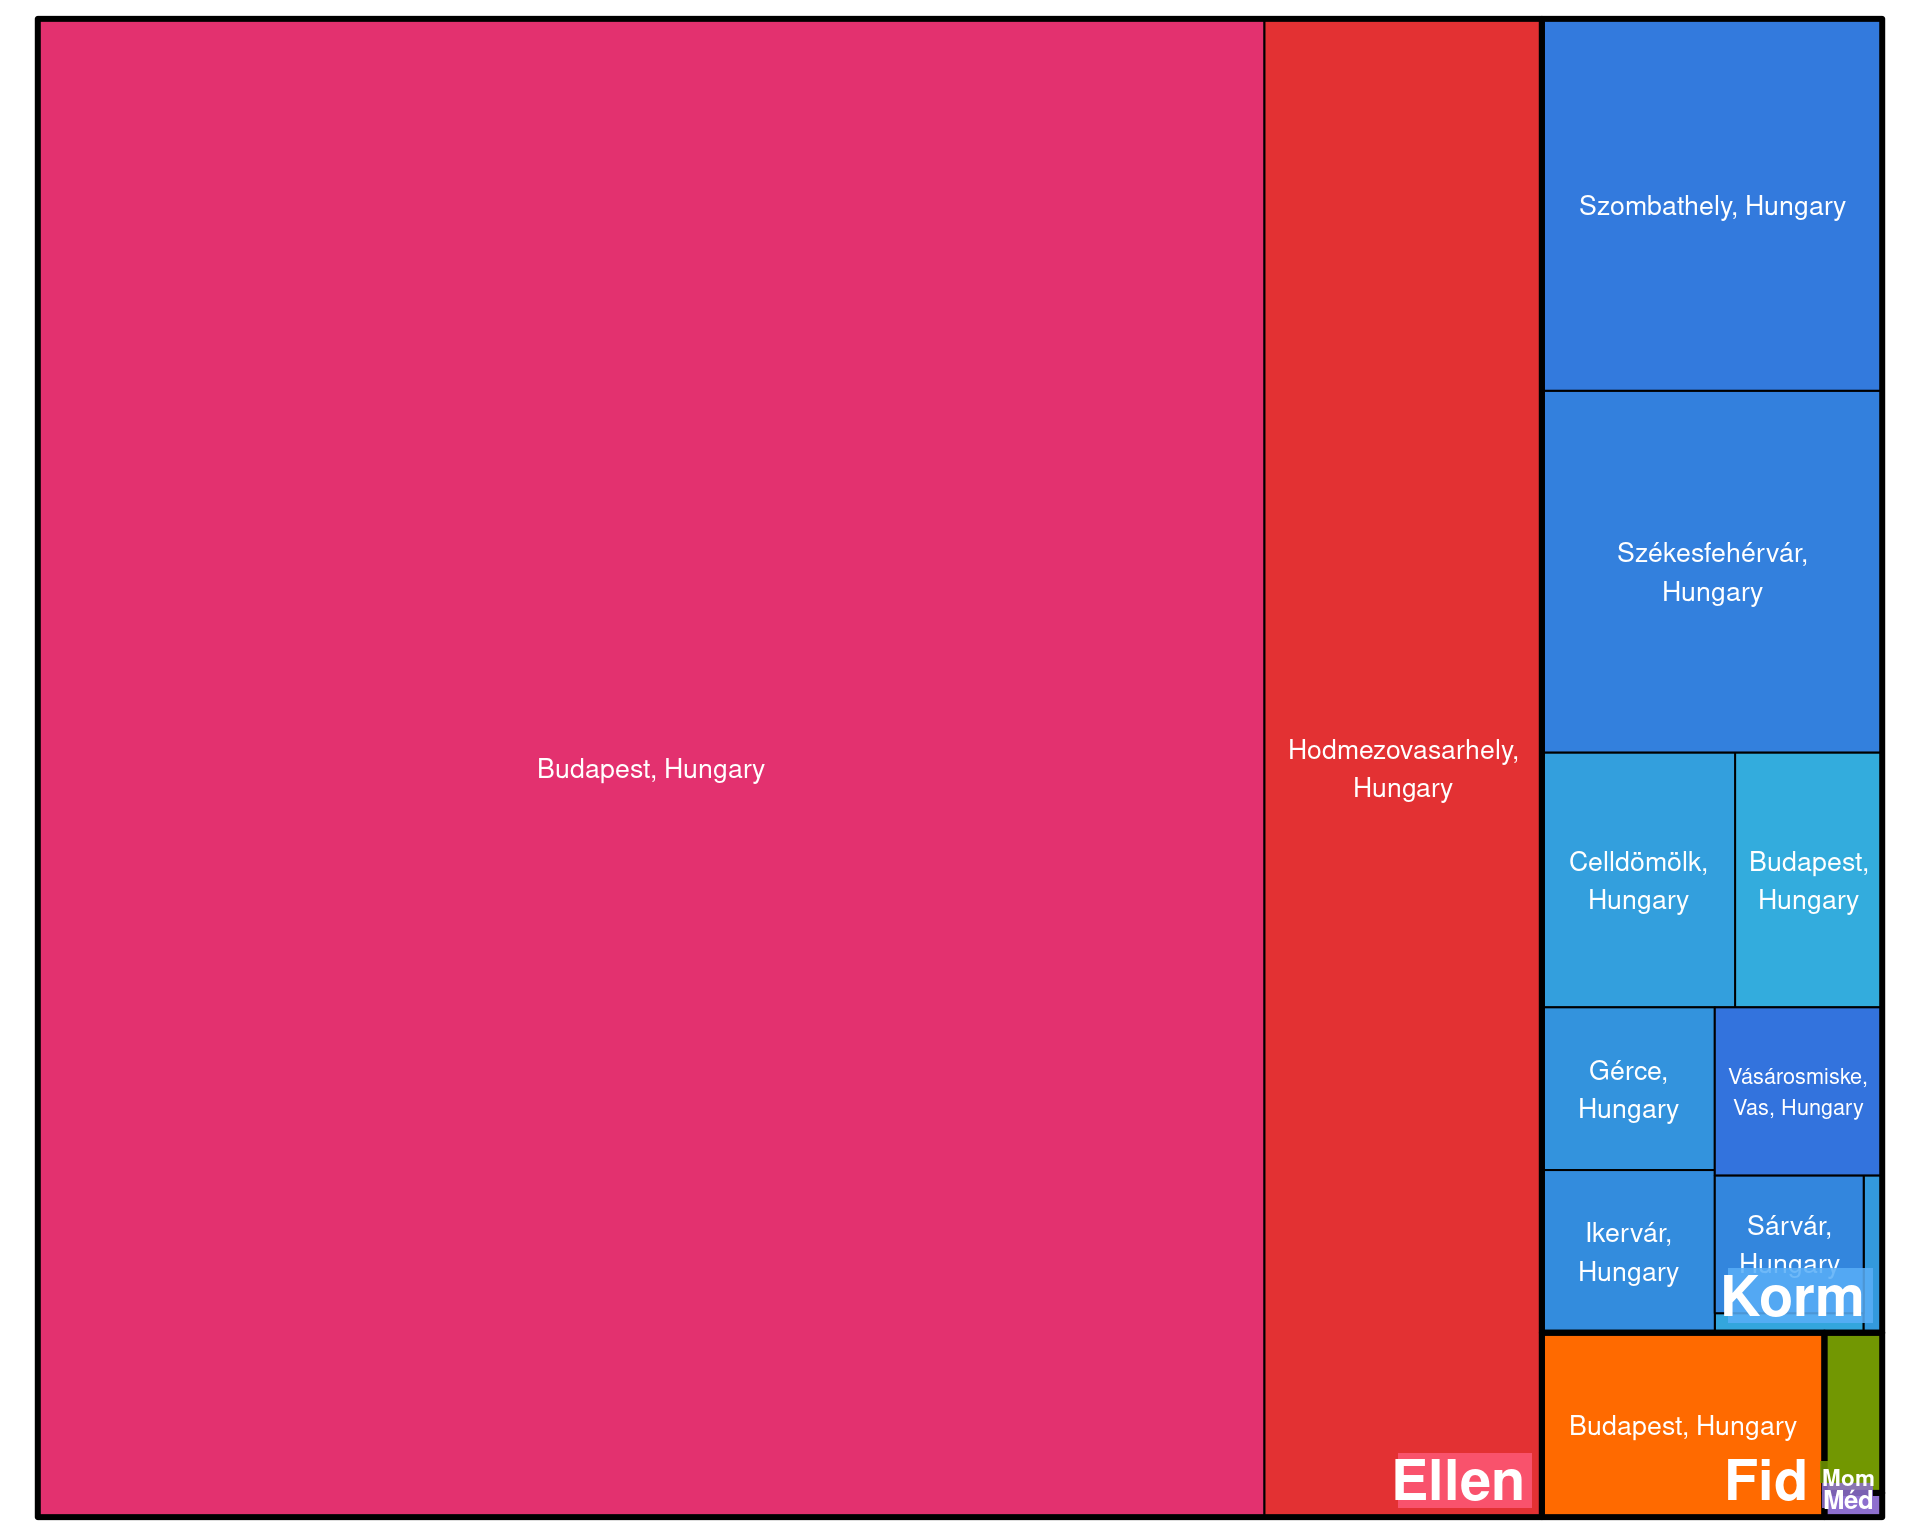 Budapest, Hungary
Hodmezovasarhely,
Hungary
Ellen
Szombathely, Hungary
Székesfehérvár,
Hungary
Celldömölk,
Hungary
Budapest,
Hungary
Gérce,
Hungary
Vásárosmiske,
Vas, Hungary
Ikervár,
Hungary
Sárvár,
Hungary
Korm
Budapest, Hungary
Fid
Mom
Méd